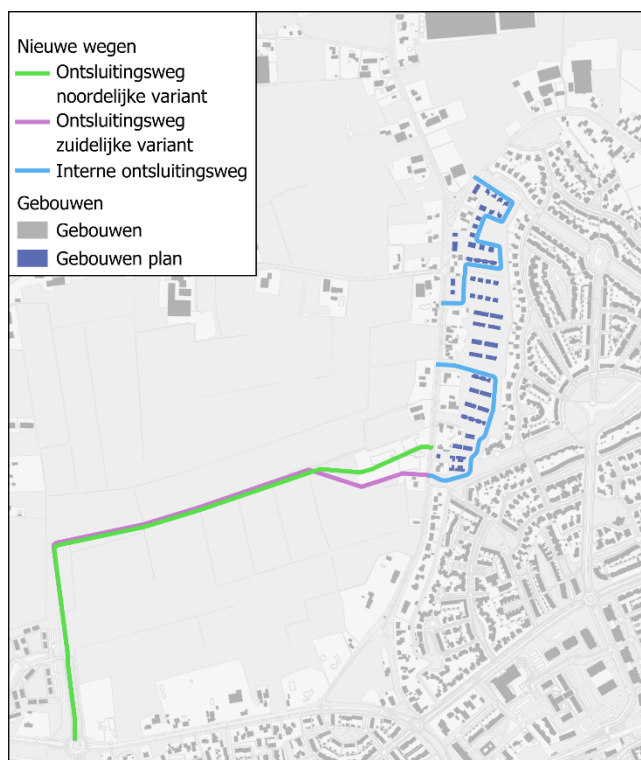 Nieuwe wegen
Ontsluitingsweg
noordelijke variant
Ontsluitingsweg
zuidelijke variant
Interne ontsluitingsweg
Gebouwen
Gebouwen
Gebouwen plan